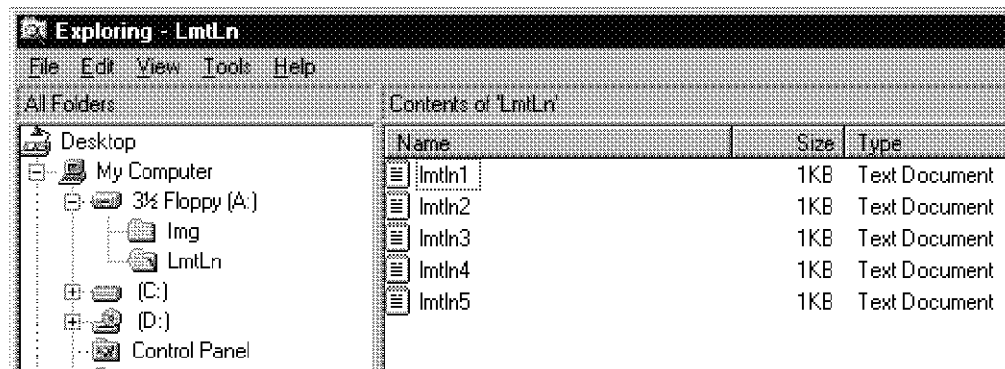 Exploring - LmtLn
File Edit View Tools Help
All Folders
Contents of 'LmtLn'
Name Size Type
Desktop
My Computer
3½ Floppy (A:)
Img
LmtLn
(C:)
(D:)
Control Panel
lmtln1 1KB Text Document
lmtln2 1KB Text Document
lmtln3 1KB Text Document
lmtln4 1KB Text Document
lmtln5 1KB Text Document